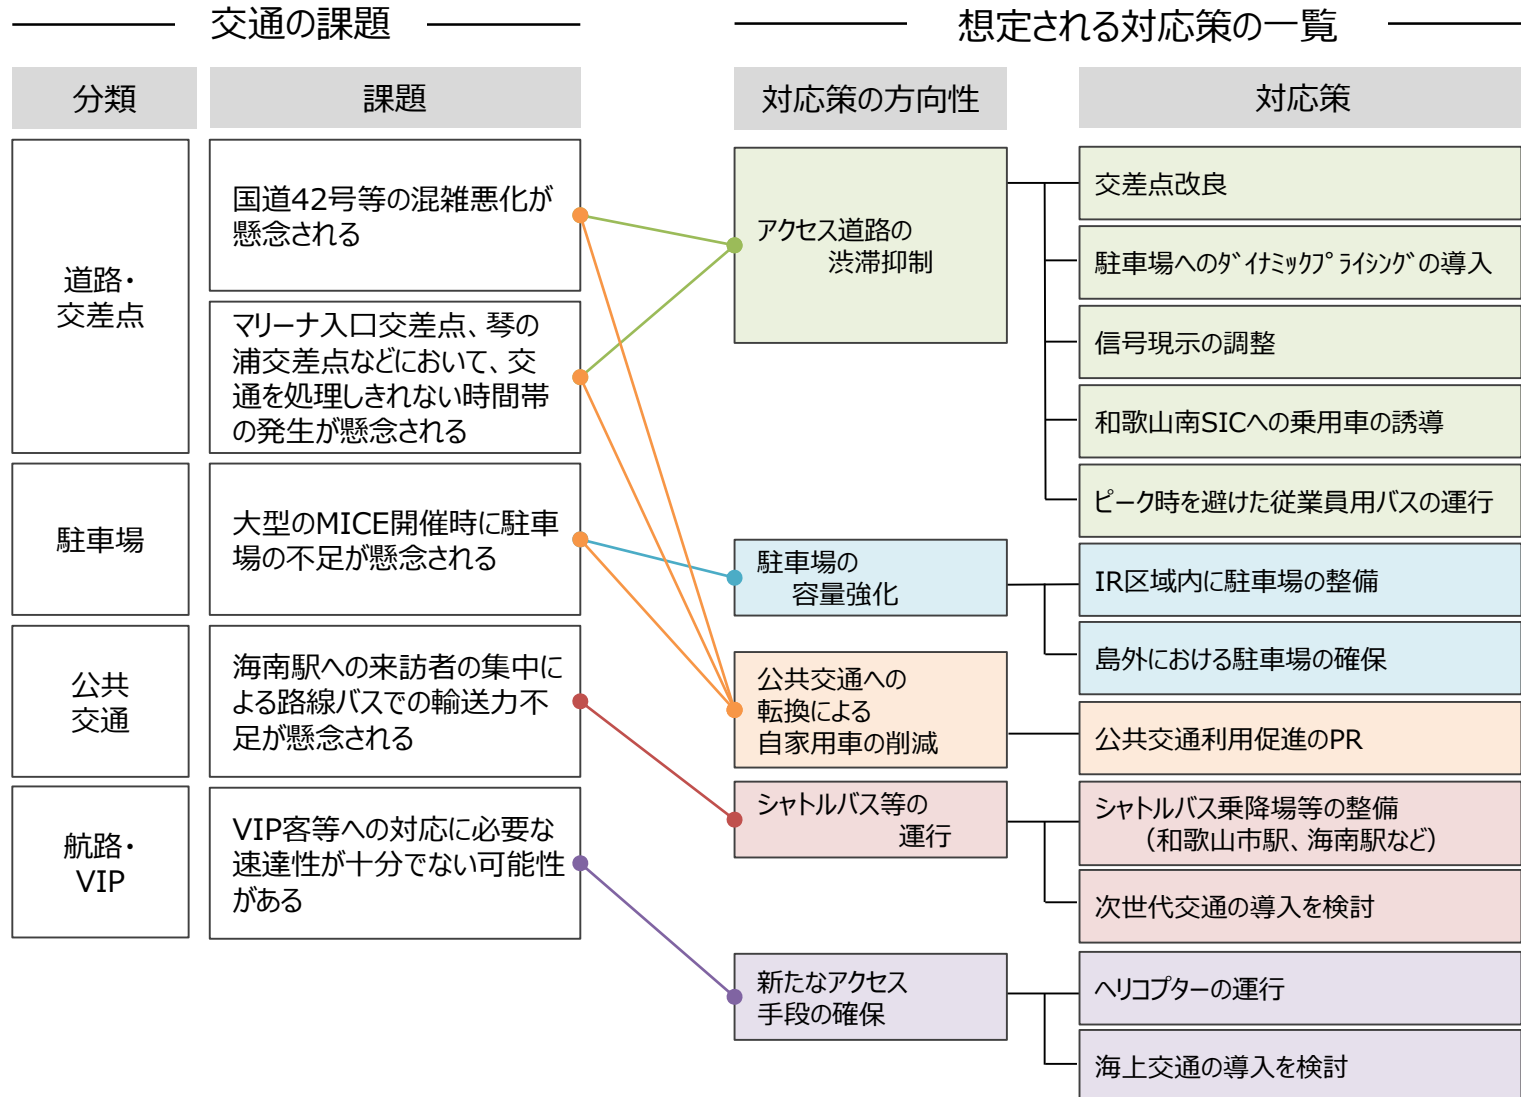 交通の課題
想定される対応策の一覧
分類
課題
対応策の方向性
対応策
道路・
交差点
国道42号等の混雑悪化が
懸念される
マリーナ入口交差点、琴の
浦交差点などにおいて、交
通を処理しきれない時間帯
の発生が懸念される
駐車場
大型のMICE開催時に駐車
場の不足が懸念される
公共
交通
海南駅への来訪者の集中に
よる路線バスでの輸送力不
足が懸念される
航路・
VIP
VIP客等への対応に必要な
速達性が十分でない可能性
がある
アクセス道路の
渋滞抑制
交差点改良
駐車場へのﾀﾞｲﾅﾐｯｸﾌﾟﾗｲｼﾝｸﾞの導入
信号現示の調整
和歌山南SICへの乗用車の誘導
ピーク時を避けた従業員用バスの運行
駐車場の
容量強化
IR区域内に駐車場の整備
島外における駐車場の確保
公共交通への
転換による
自家用車の削減
公共交通利用促進のPR
シャトルバス等の
運行
シャトルバス乗降場等の整備
（和歌山市駅、海南駅など）
次世代交通の導入を検討
新たなアクセス
手段の確保
ヘリコプターの運行
海上交通の導入を検討